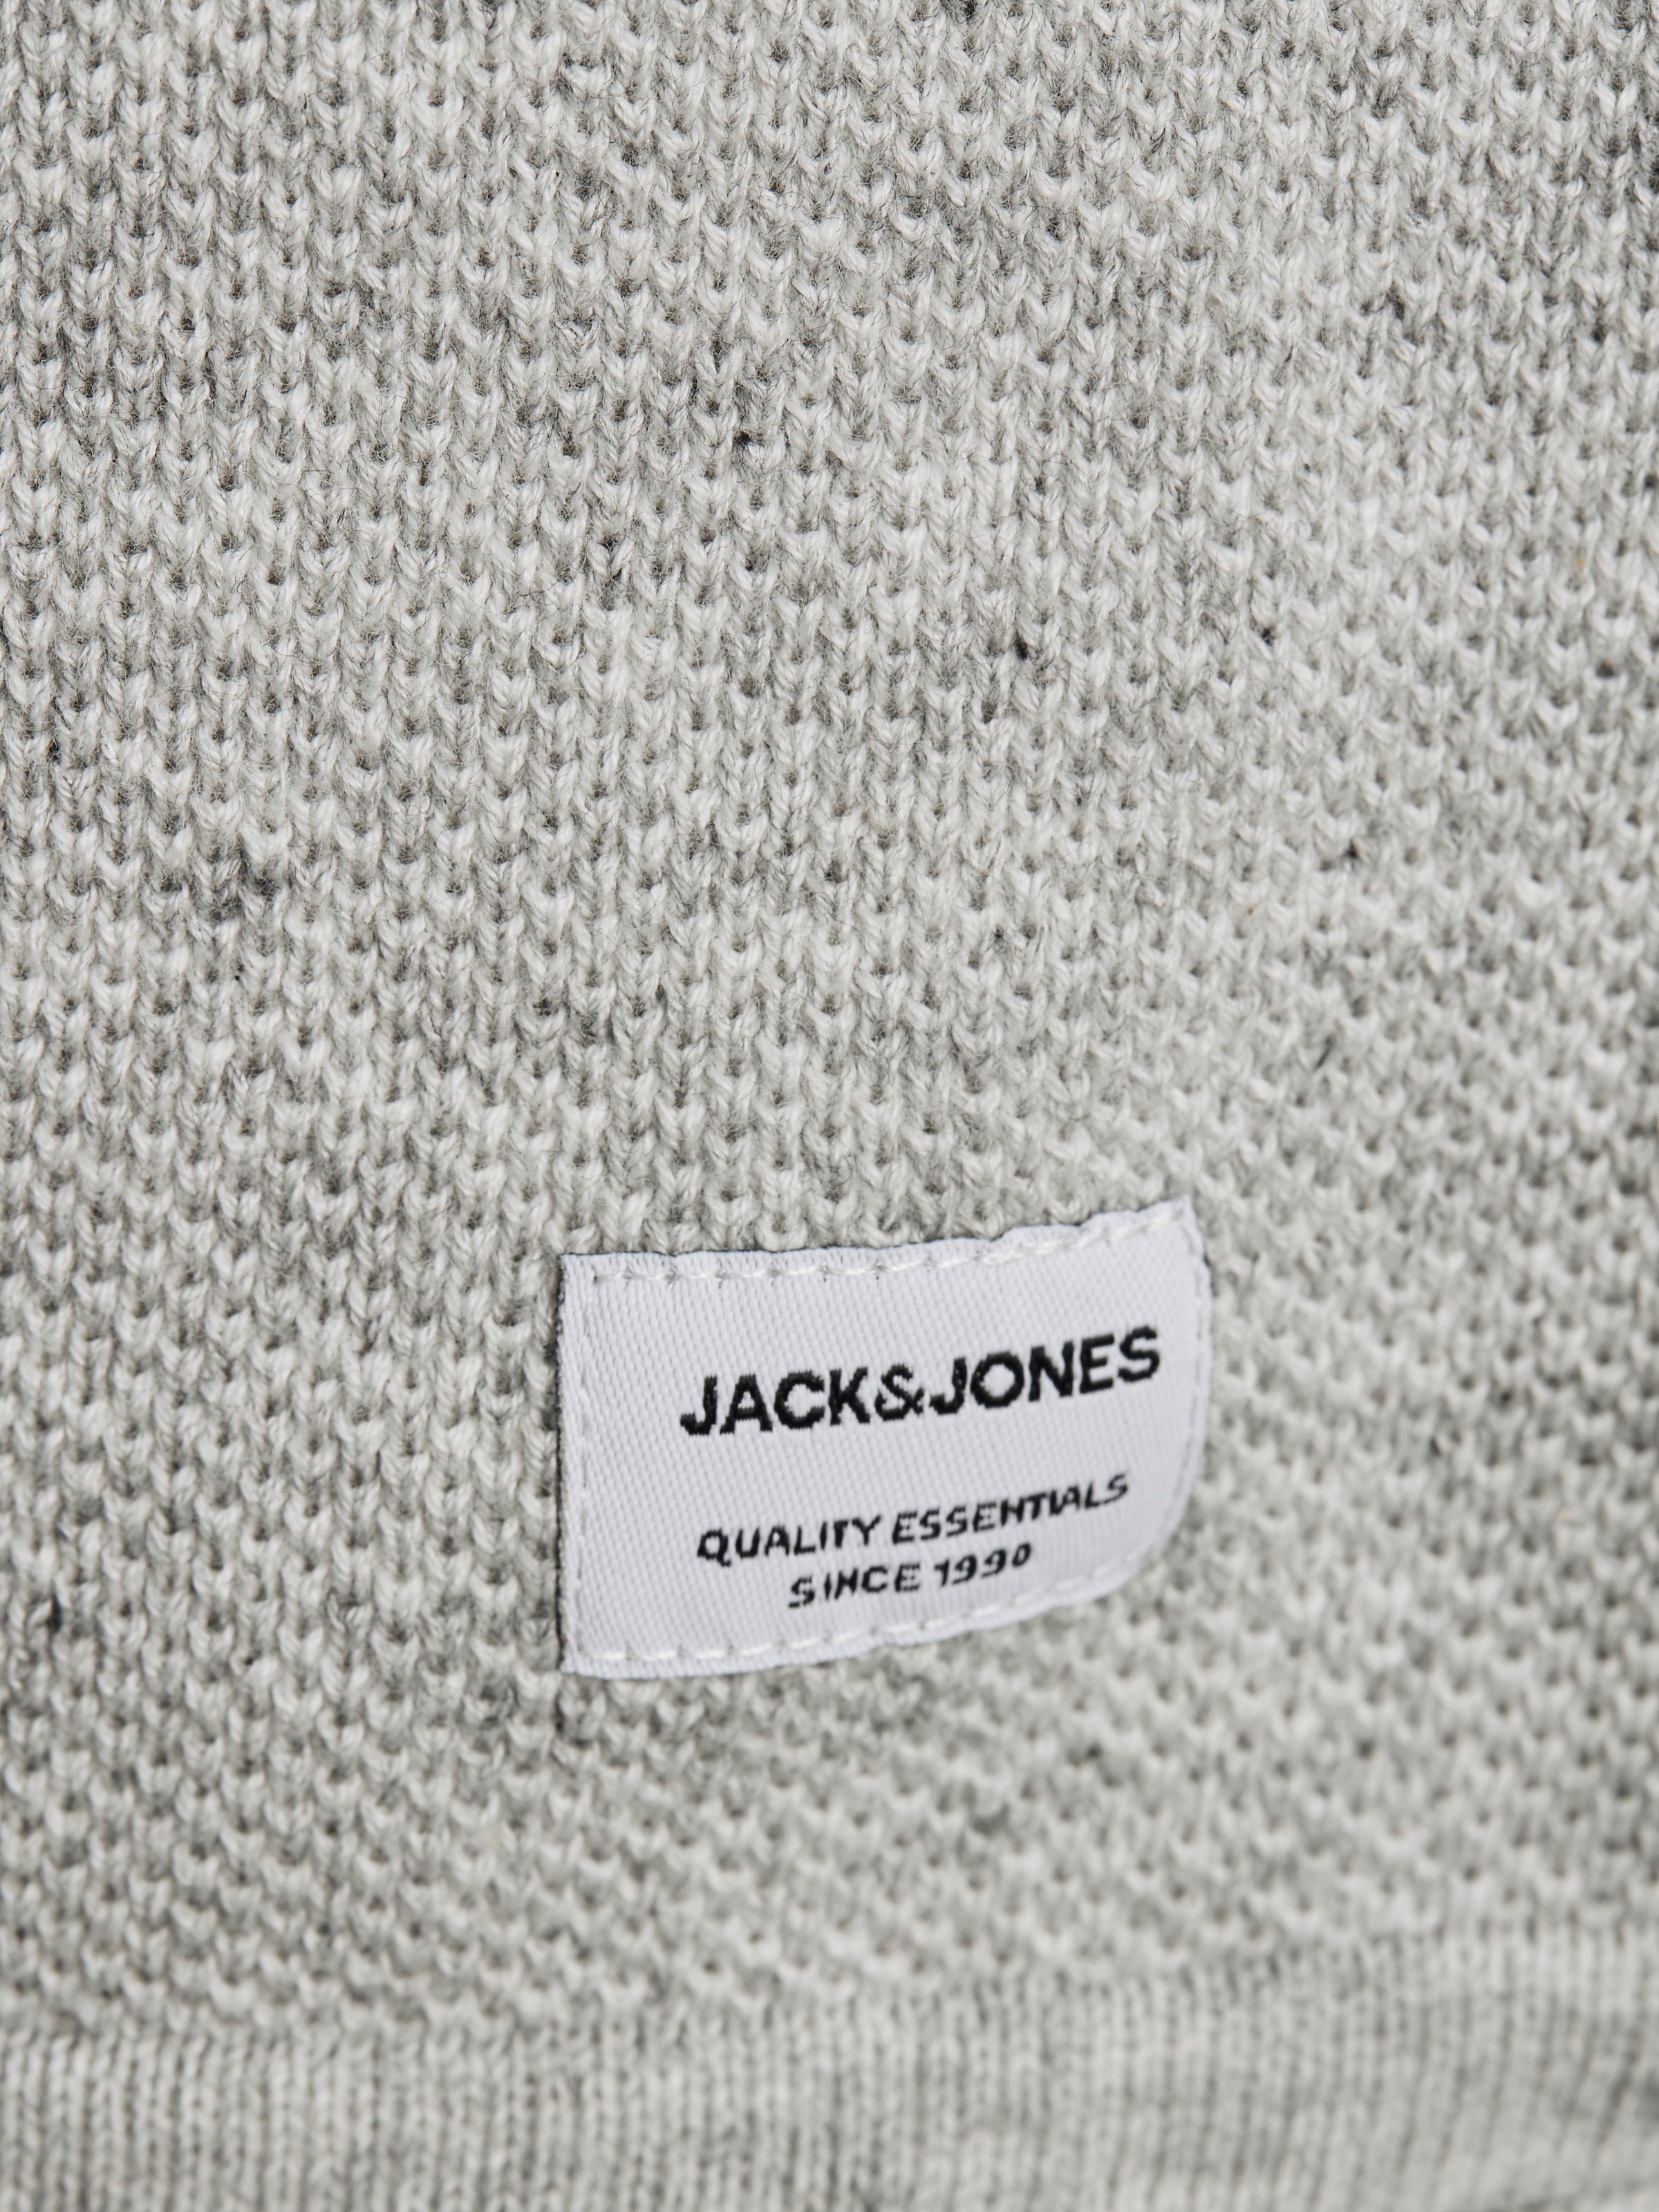 JACK&JONES
QUALITY ESSENTIALS
SINCE 1990